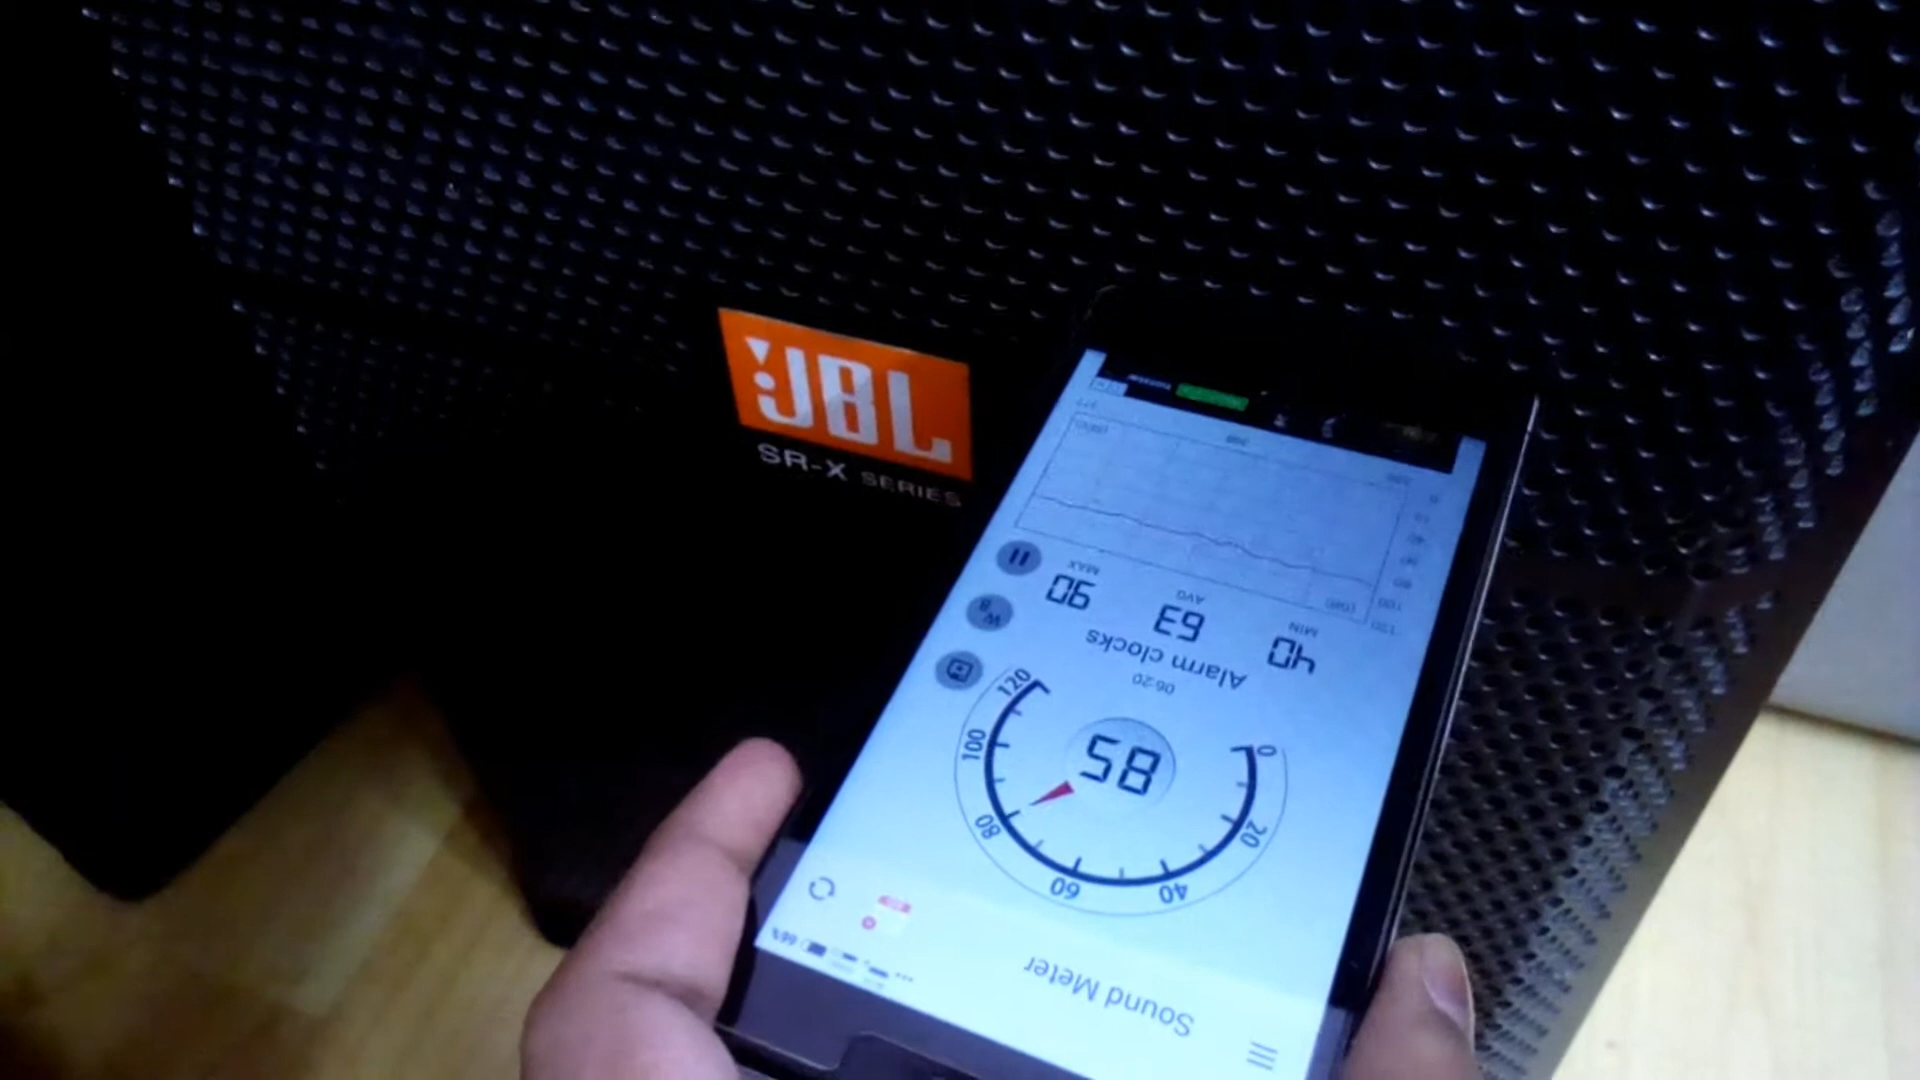 JBL
SR-X SERIES
Sound Meter
0
20
40
60
80
100
120
85
06:20
Alarm clocks
MIN
AVG
MAX
40
63
90